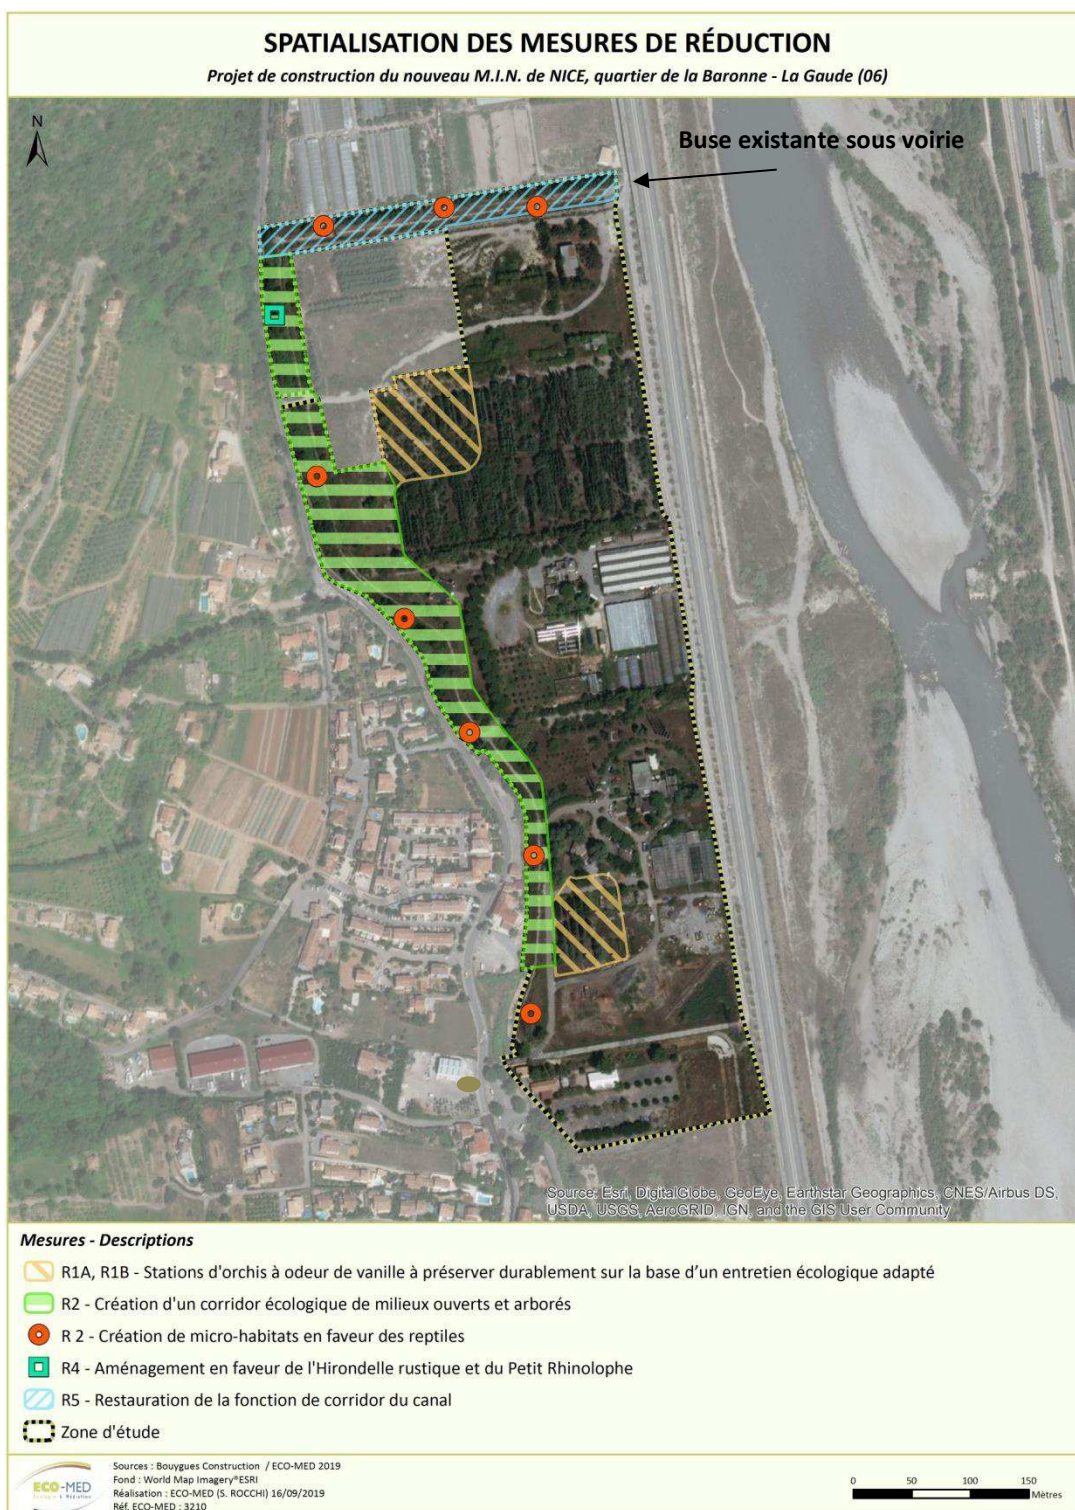 SPATIALISATION DES MESURES DE RÉDUCTION
Projet de construction du nouveau M.I.N. de NICE, quartier de la Baronne - La Gaude (06)
N
Buse existante sous voirie
Source: Esri, DigitalGlobe, GeoEye, Earthstar Geographics, CNES/Airbus DS,
USDA, USGS, AeroGRID, IGN, and the GIS User Community
Mesures - Descriptions
R1A, R1B - Stations d'orchis à odeur de vanille à préserver durablement sur la base d’un entretien écologique adapté
R2 - Création d'un corridor écologique de milieux ouverts et arborés
R 2 - Création de micro-habitats en faveur des reptiles
R4 - Aménagement en faveur de l'Hirondelle rustique et du Petit Rhinolophe
R5 - Restauration de la fonction de corridor du canal
Zone d'étude
ECO-MED
Ecologie & Médiation
Sources : Bouygues Construction / ECO-MED 2019
Fond : World Map Imagery®ESRI
Réalisation : ECO-MED (S. ROCCHI) 16/09/2019
Réf. ECO-MED : 3210
0 50 100 150
Mètres